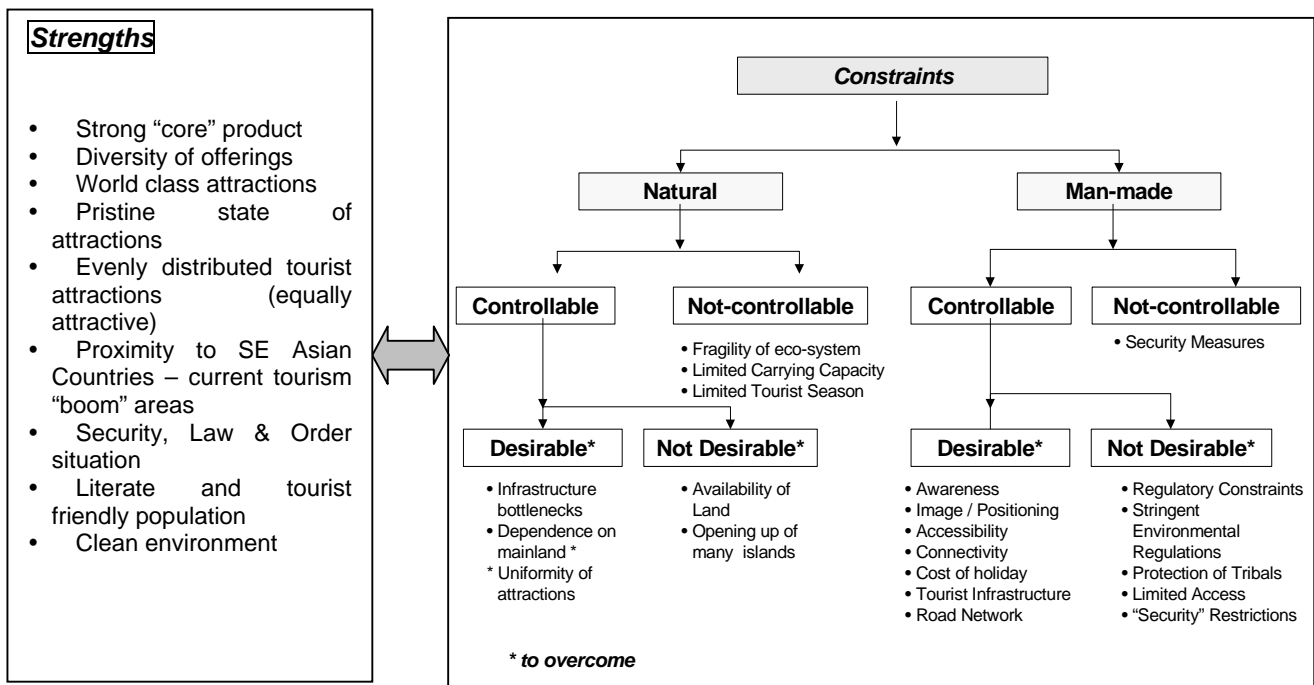 Strengths
• Strong “core” product
• Diversity of offerings
• World class attractions
• Pristine state of
attractions
• Evenly distributed tourist
attractions (equally
attractive)
• Proximity to SE Asian
Countries – current tourism
“boom” areas
• Security, Law & Order
situation
• Literate and tourist
friendly population
• Clean environment
Constraints
Natural
Man-made
Controllable
Not-controllable
• Fragility of eco-system
• Limited Carrying Capacity
• Limited Tourist Season
Controllable
Not-controllable
• Security Measures
Desirable*
• Infrastructure
bottlenecks
• Dependence on
mainland *
* Uniformity of
attractions
Not Desirable*
• Availability of
Land
• Opening up of
many islands
Desirable*
• Awareness
• Image / Positioning
• Accessibility
• Connectivity
• Cost of holiday
• Tourist Infrastructure
• Road Network
Not Desirable*
• Regulatory Constraints
• Stringent
Environmental
Regulations
• Protection of Tribals
• Limited Access
• “Security” Restrictions
* to overcome